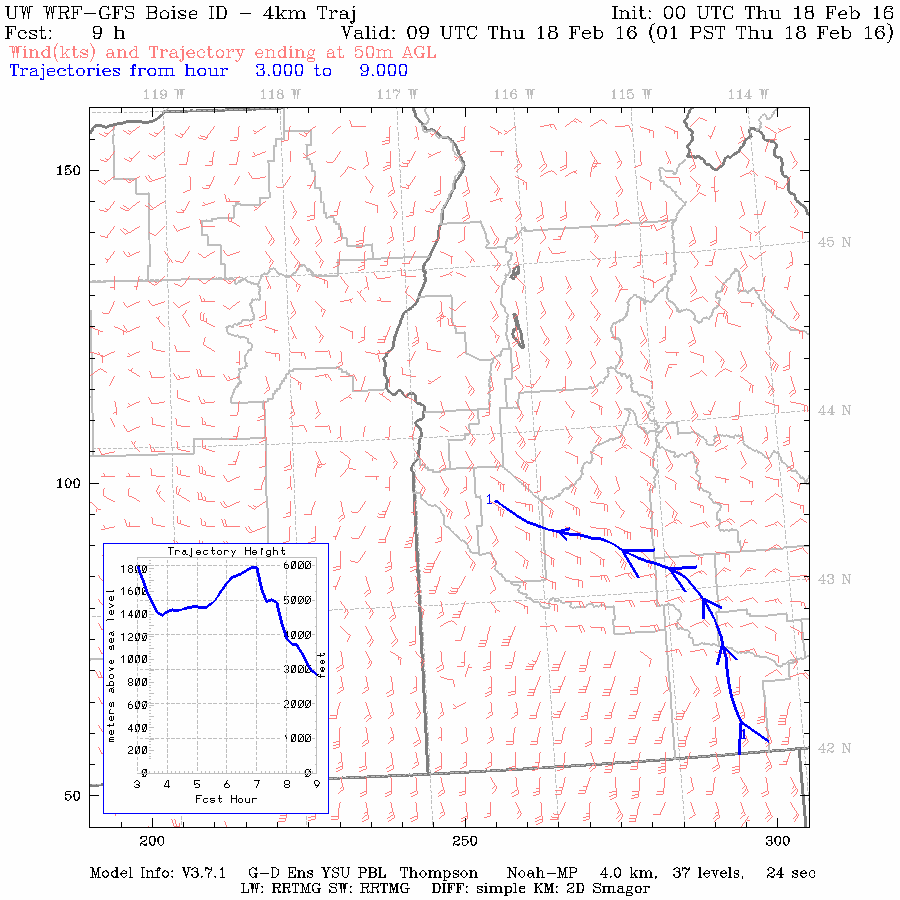 UW WRF-GFS Boise ID - 4km Traj Init: 00 UTC Thu 18 Feb 16
Fcst: 9 h Valid: 09 UTC Thu 18 Feb 16 (01 PST Thu 18 Feb 16)
Wind(kts) and Trajectory ending at 50m AGL
Trajectories from hour 3.000 to 9.000
119 W 118 W 117 W 116 W 115 W 114 W
150
45 N
44 N
100
1
43 N
Trajectory Height
1800 6000
1600
5000
1400
1200 4000
1000
3000
800
600 2000
400
1000
200
0 0
meters above sea level
feet
3 4 5 6 7 8 9
Fcst Hour
1
42 N
50
200 250 300
Model Info: V3.7.1 G-D Ens YSU PBL Thompson Noah-MP 4.0 km, 37 levels, 24 sec
LW: RRTMG SW: RRTMG DIFF: simple KM: 2D Smagor